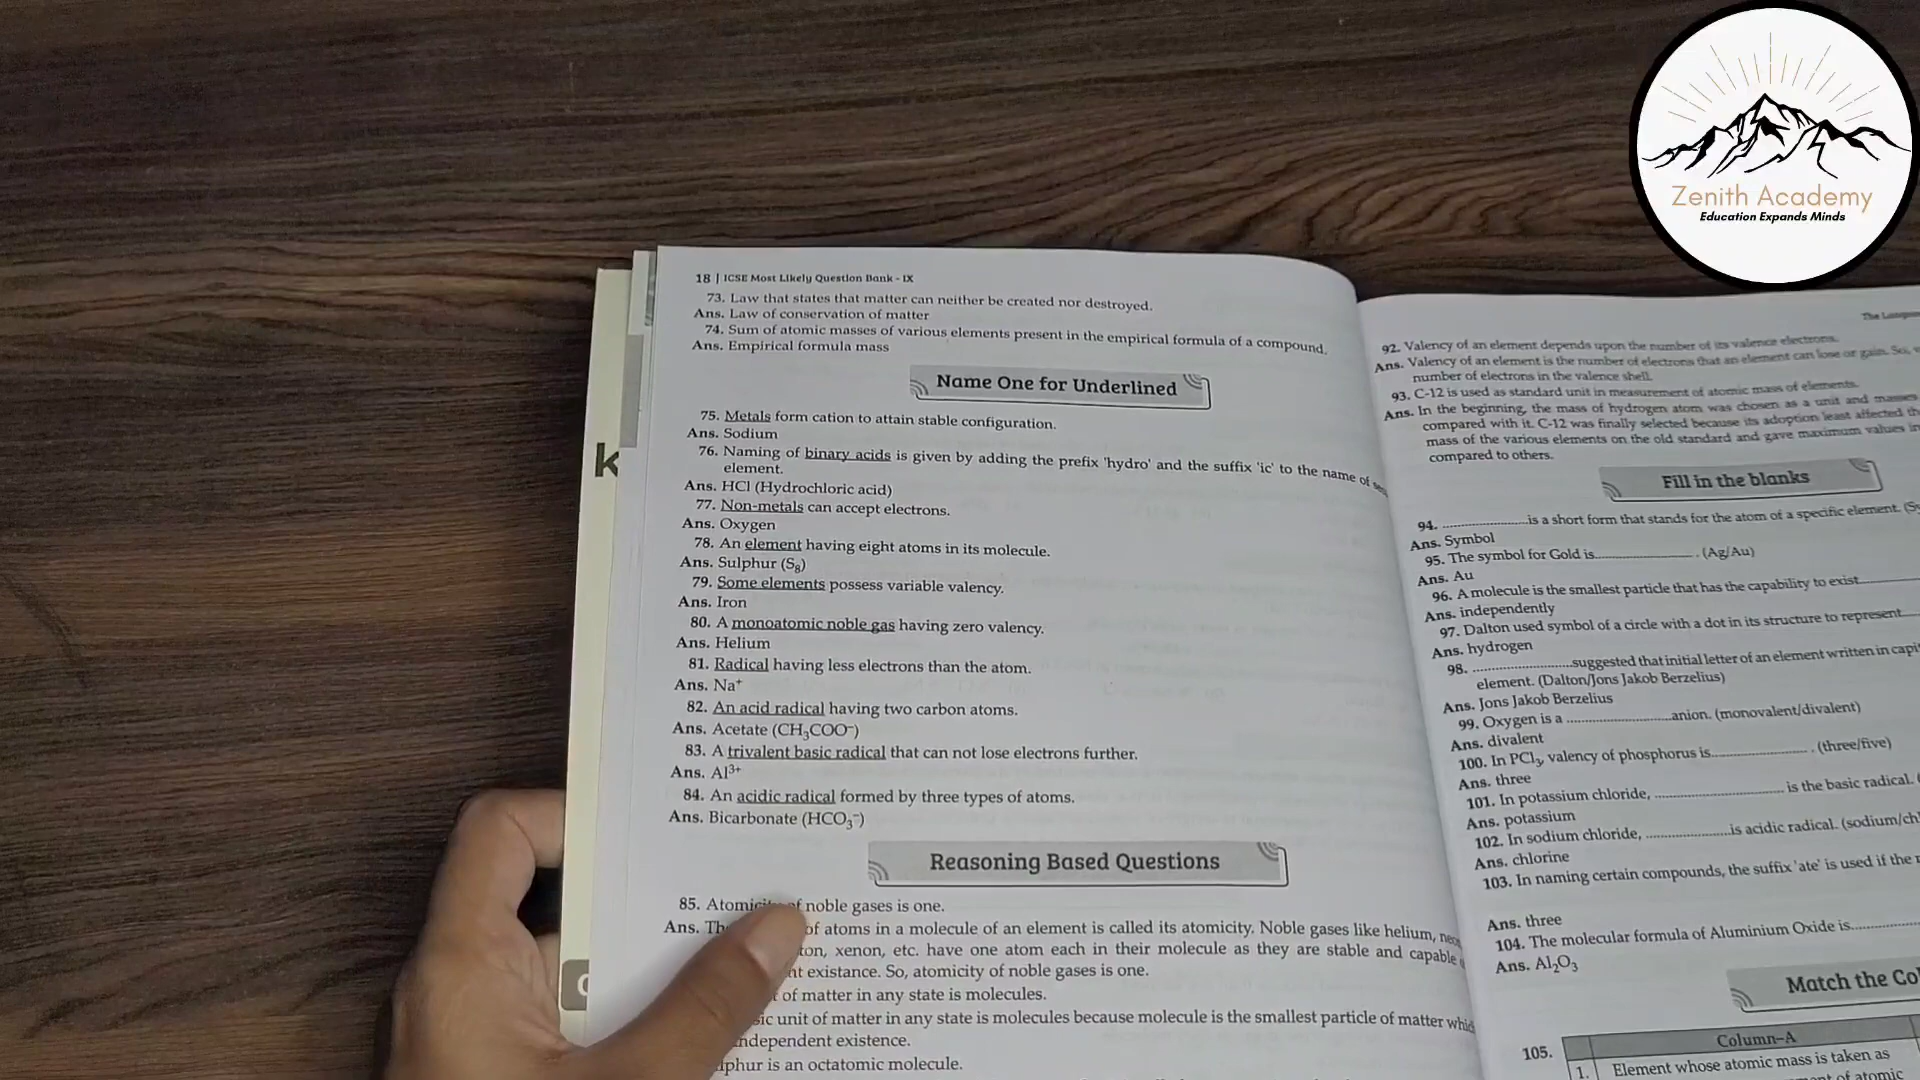 Zenith Academy
Education Expands Minds
18 | ICSE Most Likely Question Bank - IX
73. Law that states that matter can neither be created nor destroyed.
Ans. Law of conservation of matter
74. Sum of atomic masses of various elements present in the empirical formula of a compound.
Ans. Empirical formula mass
Name One for Underlined
75. Metals form cation to attain stable configuration.
Ans. Sodium
76. Naming of binary acids is given by adding the prefix 'hydro' and the suffix 'ic' to the name of
element.
Ans. HCl (Hydrochloric acid)
77. Non-metals can accept electrons.
Ans. Oxygen
78. An element having eight atoms in its molecule.
Ans. Sulphur (S₈)
79. Some elements possess variable valency.
Ans. Iron
80. A monoatomic noble gas having zero valency.
Ans. Helium
81. Radical having less electrons than the atom.
Ans. Na⁺
82. An acid radical having two carbon atoms.
Ans. Acetate (CH₃COO⁻)
83. A trivalent basic radical that can not lose electrons further.
Ans. Al³⁺
84. An acidic radical formed by three types of atoms.
Ans. Bicarbonate (HCO₃⁻)
Reasoning Based Questions
85. Atomicity of noble gases is one.
Ans. of atoms in a molecule of an element is called its atomicity. Noble gases like helium,
xenon, etc. have one atom each in their molecule as they are stable and capable
existance. So, atomicity of noble gases is one.
of matter in any state is molecules.
unit of matter in any state is molecules because molecule is the smallest particle of matter
independent existence.
is an octatomic molecule.
The
92. Valency of an element depends upon the number of its valence electrons.
Ans. Valency of an element is the number of electrons that an element can lose or gain. So,
number of electrons in the valence shell.
93. C-12 is used as standard unit in measurement of atomic mass of elements.
Ans. In the beginning, the mass of hydrogen atom was chosen as a unit and masses
compared with it. C-12 was finally selected because its adoption least affected the
mass of the various elements on the old standard and gave maximum values in
compared to others.
Fill in the blanks
94. ....................is a short form that stands for the atom of a specific element.
Ans. Symbol
95. The symbol for Gold is.................... . (Ag/Au)
Ans. Au
96. A molecule is the smallest particle that has the capability to exist..........
Ans. independently
97. Dalton used symbol of a circle with a dot in its structure to represent........
Ans. hydrogen
98. ....................suggested that initial letter of an element written in
element. (Dalton/Jons Jakob Berzelius)
Ans. Jons Jakob Berzelius
99. Oxygen is a ....................anion. (monovalent/divalent)
Ans. divalent
100. In PCl₃, valency of phosphorus is.................... . (three/five)
Ans. three
101. In potassium chloride, .......................... is the basic radical. (
Ans. potassium
102. In sodium chloride, ....................is acidic radical.
Ans. chlorine
103. In naming certain compounds, the suffix 'ate' is used if the
Ans. three
104. The molecular formula of Aluminium Oxide is...............
Ans. Al₂O₃
Match the
105.
Column–A
1. Element whose atomic mass is taken as
of atomic